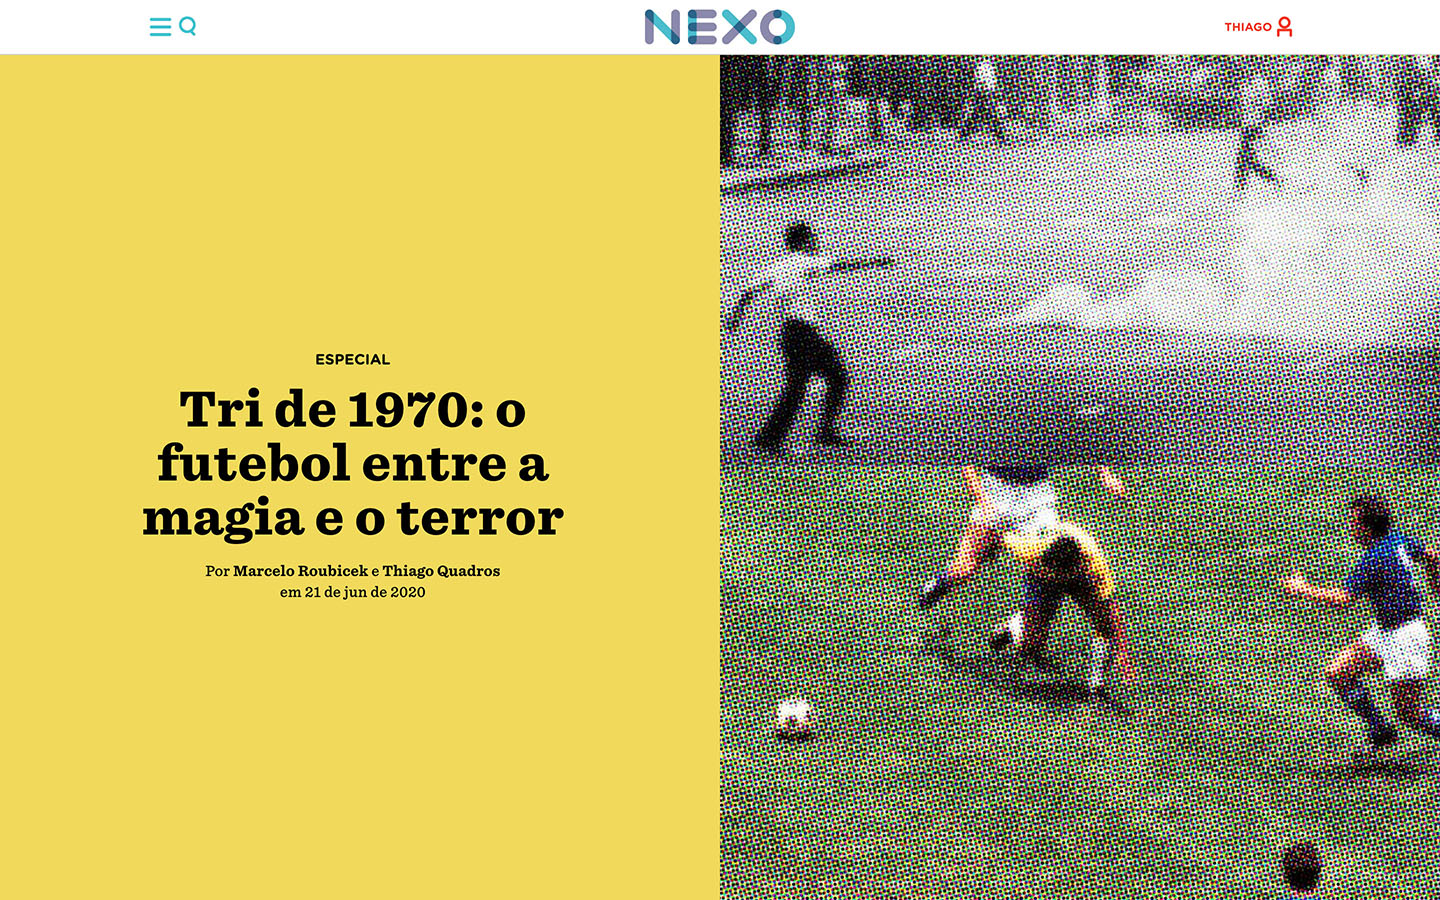 NEXO
THIAGO
ESPECIAL
Tri de 1970: o
futebol entre a
magia e o terror
Por Marcelo Roubicek e Thiago Quadros
em 21 de jun de 2020